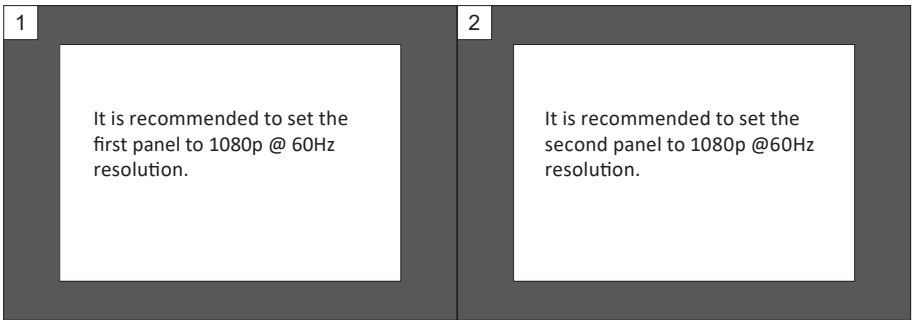 1
It is recommended to set the
first panel to 1080p @ 60Hz
resolution.
2
It is recommended to set the
second panel to 1080p @60Hz
resolution.